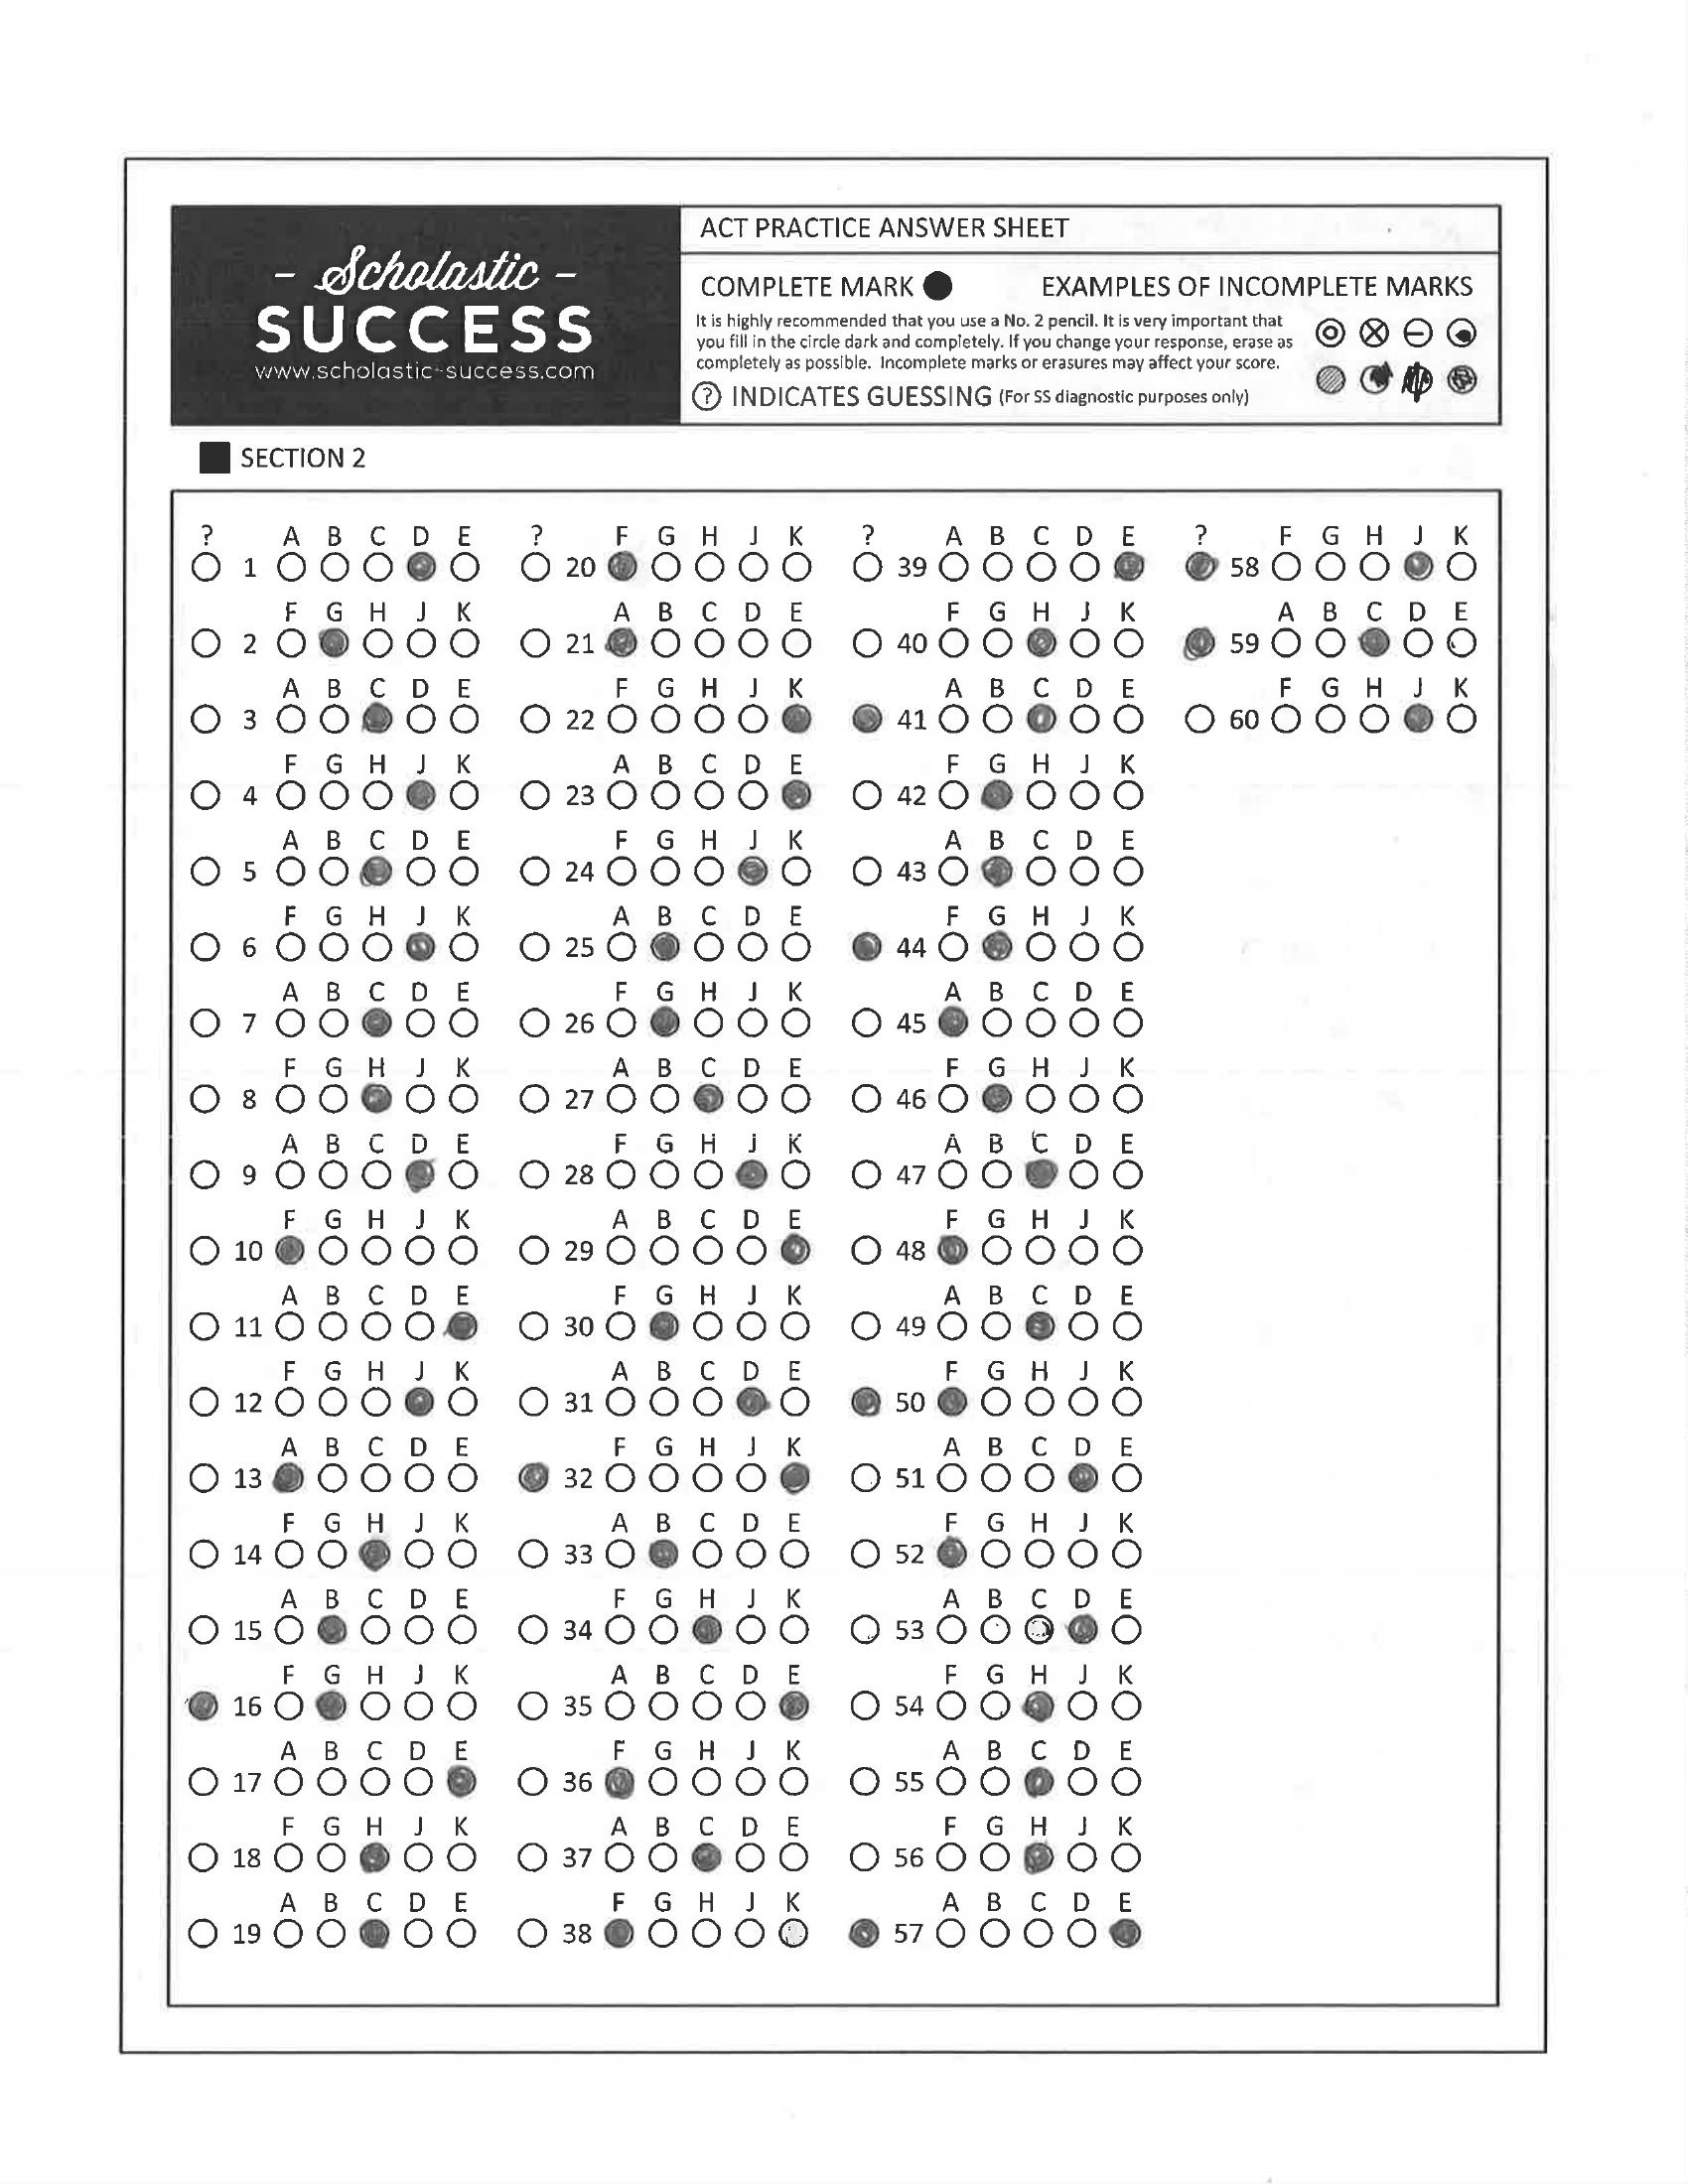 - Scholastic -
SUCCESS
www.scholastic-success.com
ACT PRACTICE ANSWER SHEET
COMPLETE MARK EXAMPLES OF INCOMPLETE MARKS
It is highly recommended that you use a No. 2 pencil. It is very important that
you fill in the circle dark and completely. If you change your response, erase as
completely as possible. Incomplete marks or erasures may affect your score.
? INDICATES GUESSING (For SS diagnostic purposes only)
SECTION 2
? A B C D E ? F G H J K ? A B C D E ? F G H J K
1 20 39 58
F G H J K A B C D E F G H J K A B C D E
2 21 40 59
A B C D E F G H J K A B C D E F G H J K
3 22 41 60
F G H J K A B C D E F G H J K
4 23 42
A B C D E F G H J K A B C D E
5 24 43
F G H J K A B C D E F G H J K
6 25 44
A B C D E F G H J K A B C D E
7 26 45
F G H J K A B C D E F G H J K
8 27 46
A B C D E F G H J K A B C D E
9 28 47
F G H J K A B C D E F G H J K
10 29 48
A B C D E F G H J K A B C D E
11 30 49
F G H J K A B C D E F G H J K
12 31 50
A B C D E F G H J K A B C D E
13 32 51
F G H J K A B C D E F G H J K
14 33 52
A B C D E F G H J K A B C D E
15 34 53
F G H J K A B C D E F G H J K
16 35 54
A B C D E F G H J K A B C D E
17 36 55
F G H J K A B C D E F G H J K
18 37 56
A B C D E F G H J K A B C D E
19 38 57